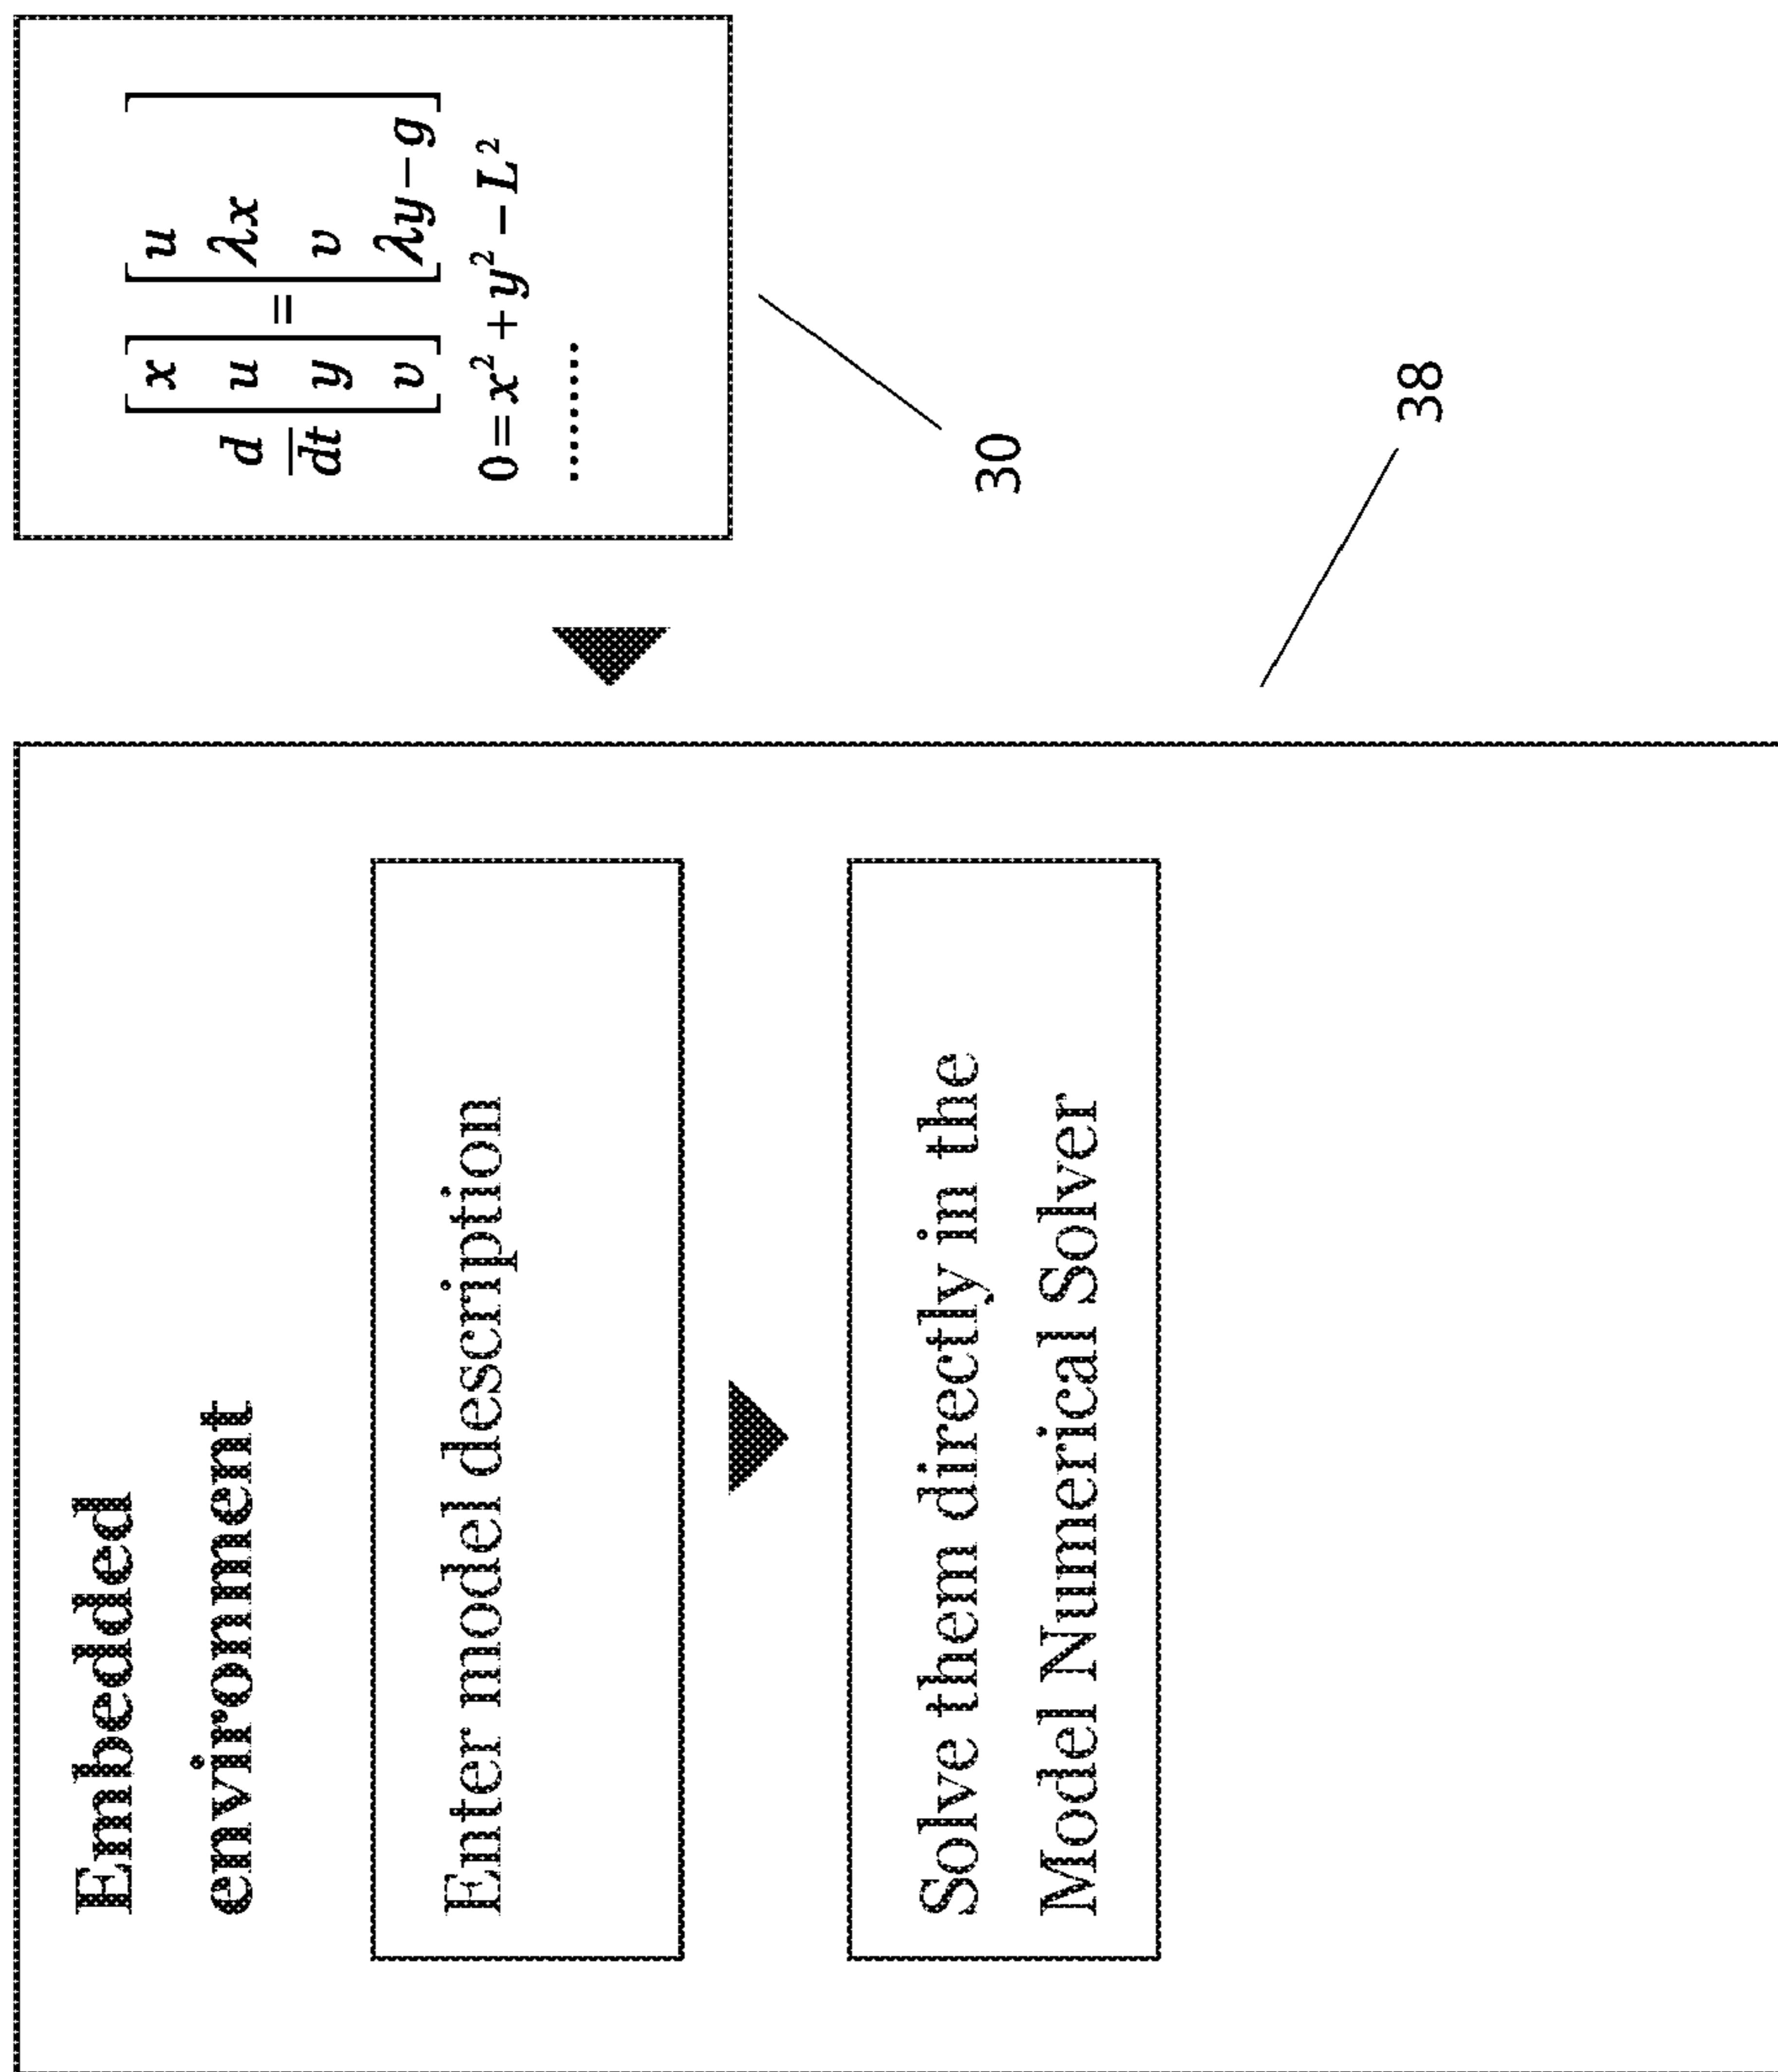 Embedded
environment
Enter model description
Solve them directly in the
Model Numerical Solver
d/dt [x u y v] = [u λx v λy−g]
0=x²+y²−L²
.........
30
38